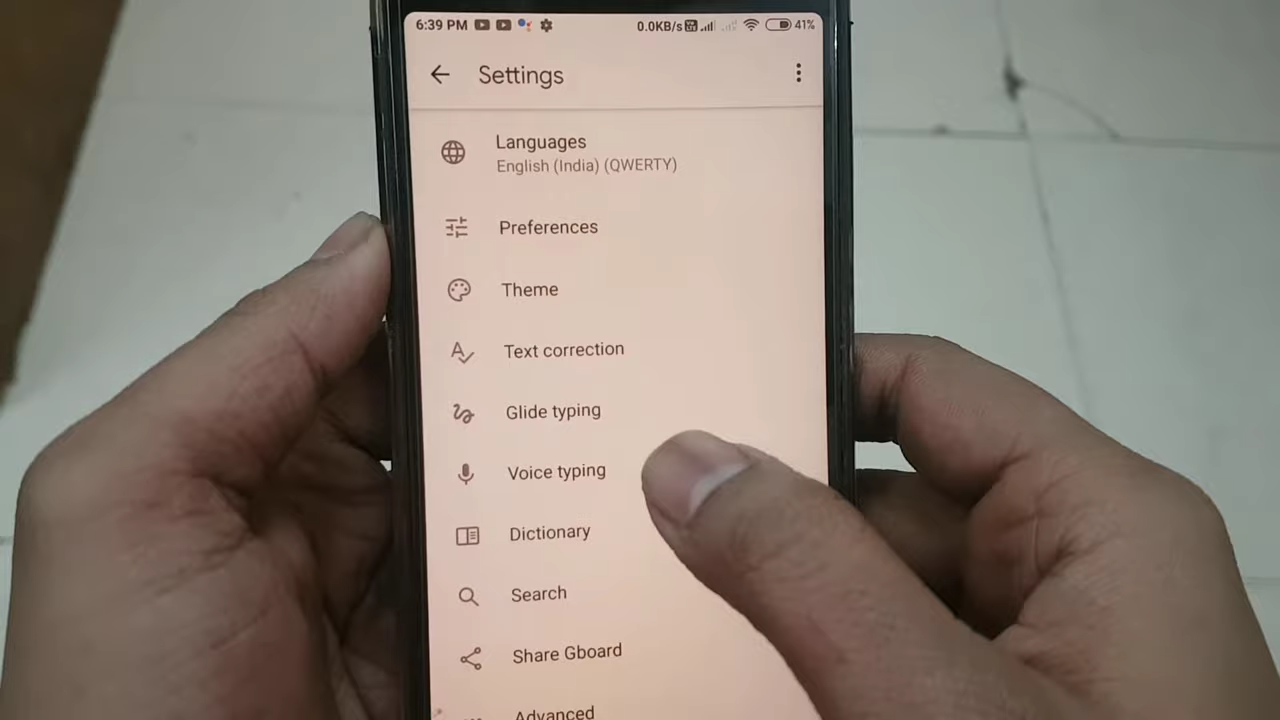 6:39 PM 0.0KB/s 41%
Settings
Languages
English (India) (QWERTY)
Preferences
Theme
Text correction
Glide typing
Voice typing
Dictionary
Search
Share Gboard
Advanced